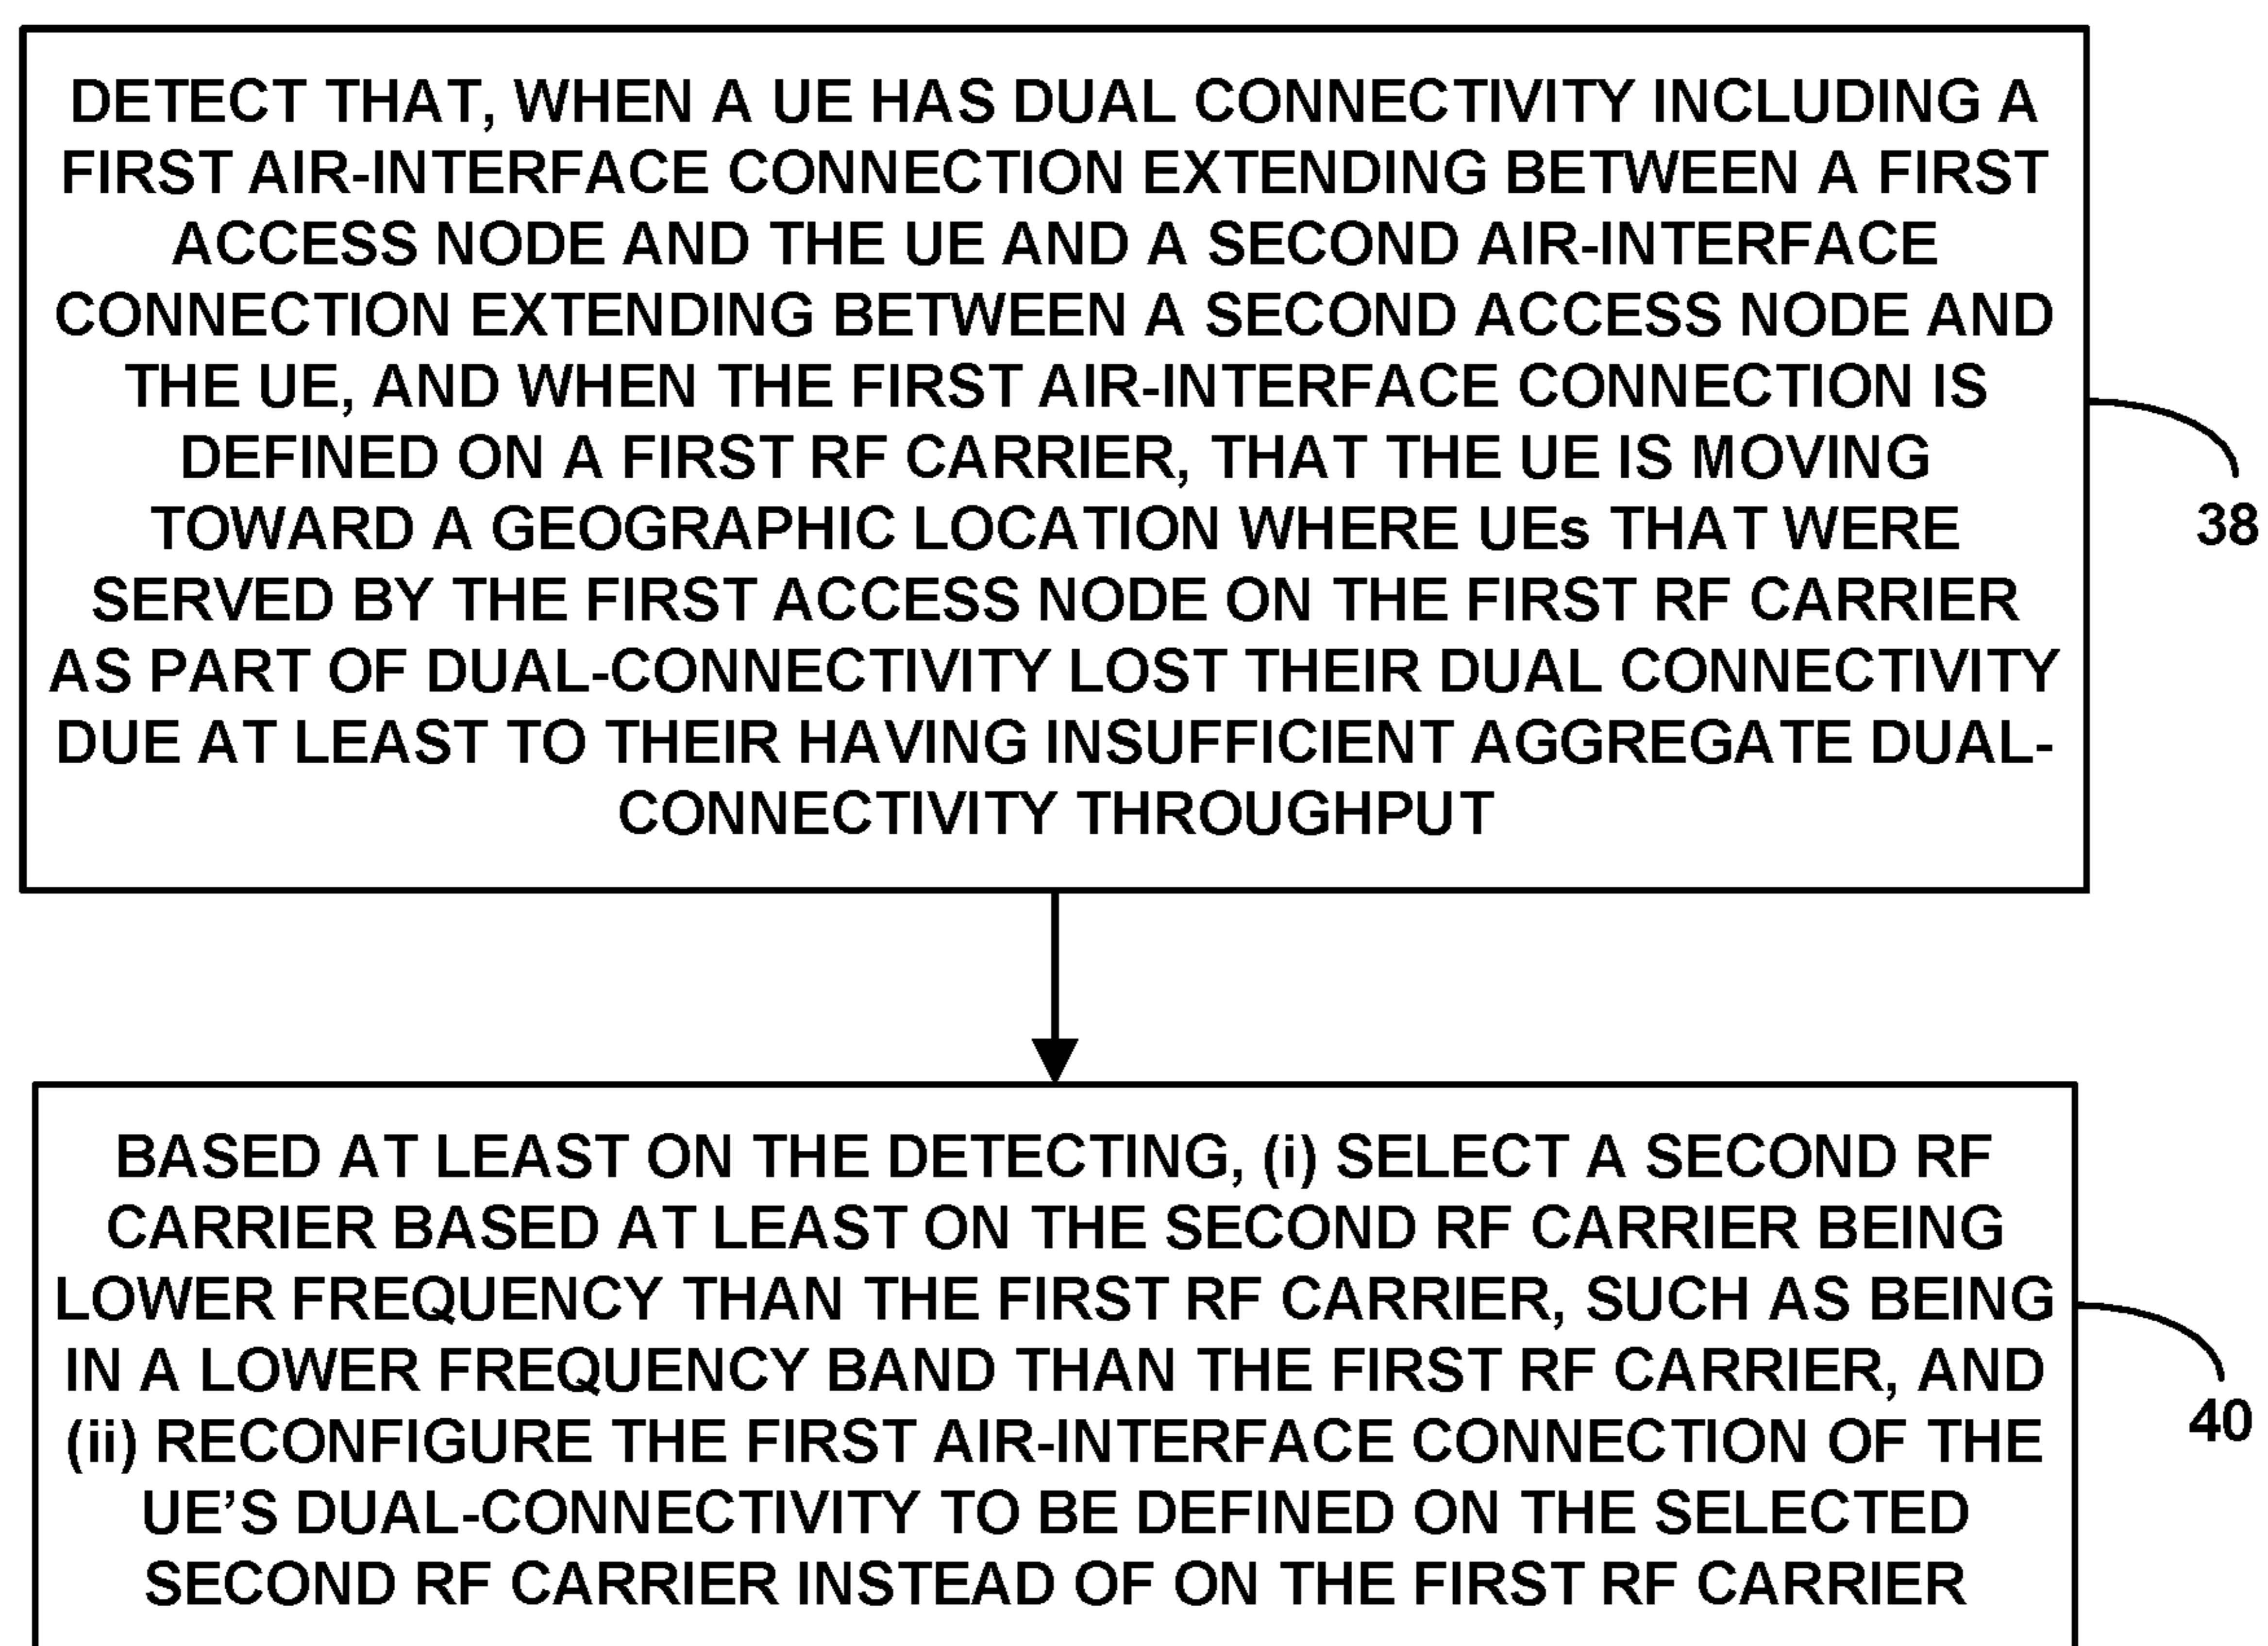 DETECT THAT, WHEN A UE HAS DUAL CONNECTIVITY INCLUDING A
FIRST AIR-INTERFACE CONNECTION EXTENDING BETWEEN A FIRST
ACCESS NODE AND THE UE AND A SECOND AIR-INTERFACE
CONNECTION EXTENDING BETWEEN A SECOND ACCESS NODE AND
THE UE, AND WHEN THE FIRST AIR-INTERFACE CONNECTION IS
DEFINED ON A FIRST RF CARRIER, THAT THE UE IS MOVING
TOWARD A GEOGRAPHIC LOCATION WHERE UEs THAT WERE
SERVED BY THE FIRST ACCESS NODE ON THE FIRST RF CARRIER
AS PART OF DUAL-CONNECTIVITY LOST THEIR DUAL CONNECTIVITY
DUE AT LEAST TO THEIR HAVING INSUFFICIENT AGGREGATE DUAL-
CONNECTIVITY THROUGHPUT
38
BASED AT LEAST ON THE DETECTING, (i) SELECT A SECOND RF
CARRIER BASED AT LEAST ON THE SECOND RF CARRIER BEING
LOWER FREQUENCY THAN THE FIRST RF CARRIER, SUCH AS BEING
IN A LOWER FREQUENCY BAND THAN THE FIRST RF CARRIER, AND
(ii) RECONFIGURE THE FIRST AIR-INTERFACE CONNECTION OF THE
UE’S DUAL-CONNECTIVITY TO BE DEFINED ON THE SELECTED
SECOND RF CARRIER INSTEAD OF ON THE FIRST RF CARRIER
40